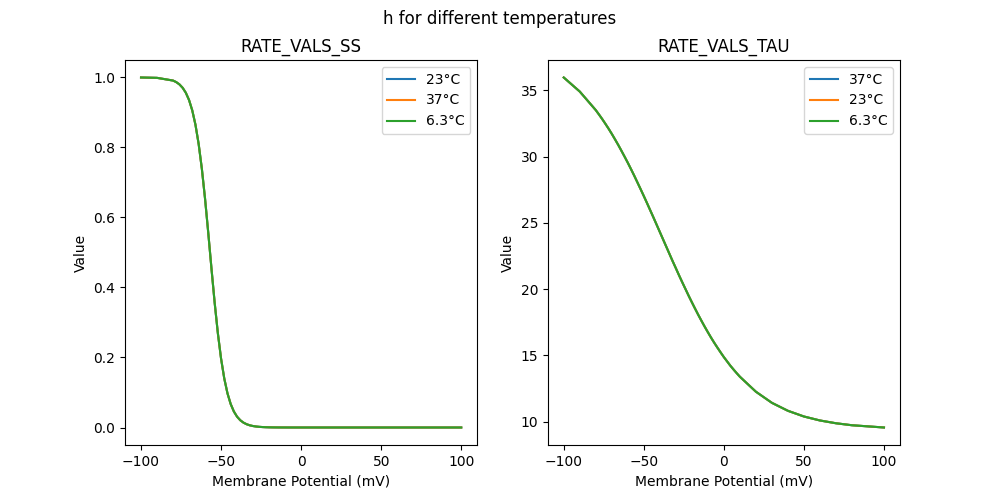 h for different temperatures
RATE_VALS_SS
1.0
0.8
0.6
0.4
0.2
0.0
Value
23°C
37°C
6.3°C
−100
−50
0
50
100
Membrane Potential (mV)
RATE_VALS_TAU
35
30
25
20
15
10
Value
37°C
23°C
6.3°C
−100
−50
0
50
100
Membrane Potential (mV)